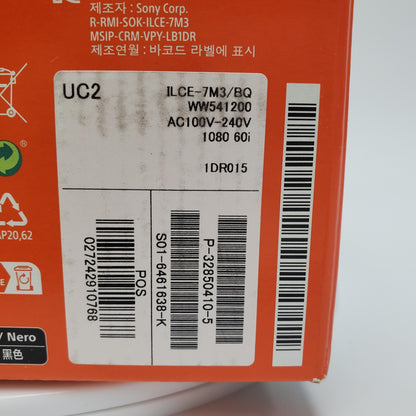 제조자 : Sony Corp.
R-RMI-SOK-ILCE-7M3
MSIP-CRM-VPY-LB1DR
제조연월 : 바코드 라벨에 표시
UC2
ILCE-7M3/BQ
WW541200
AC100V-240V
1080 60i
1DR015
P-32850410-5
S01-6461638-K
POS
027242910768
AP20,62
/ Nero
黑色